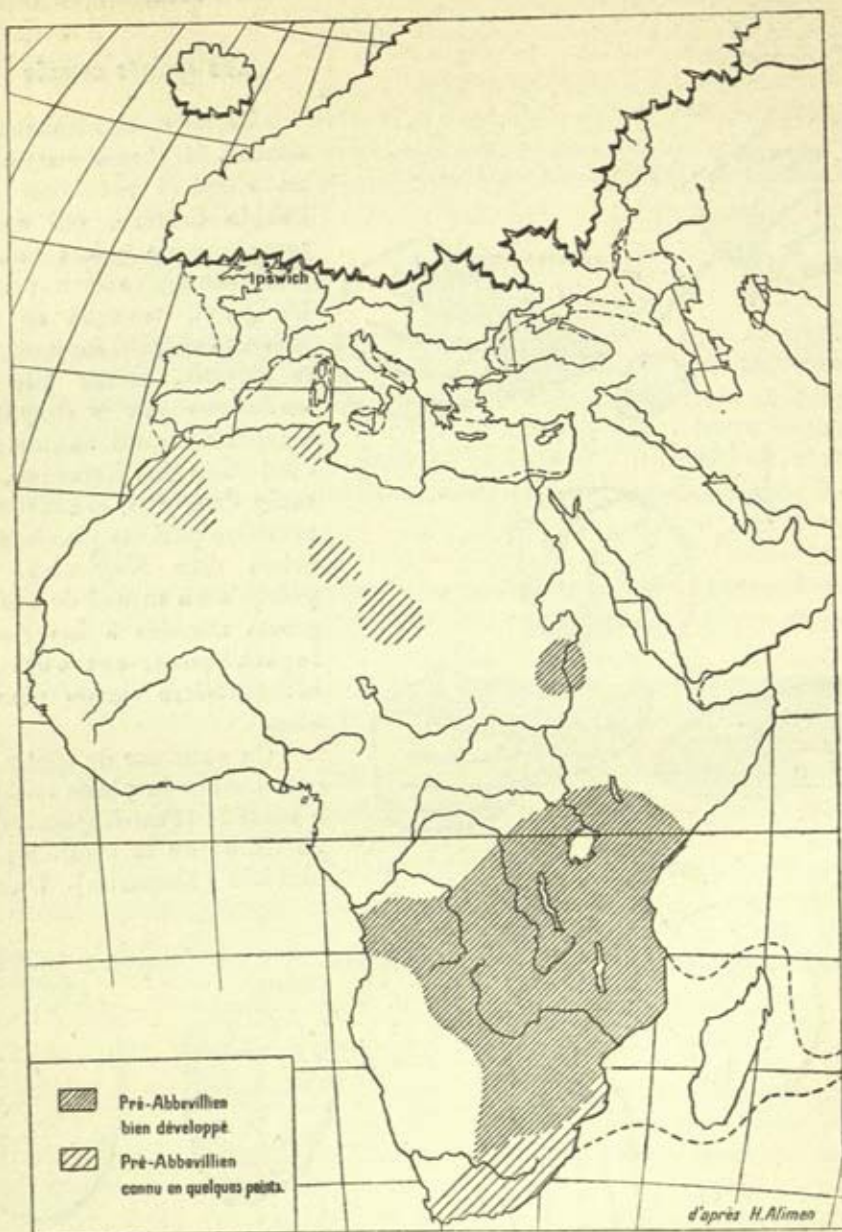 Ipswich
Pré-Abbevillien
bien développé.
Pré-Abbevillien
connu en quelques points.
d'après H. Alimen